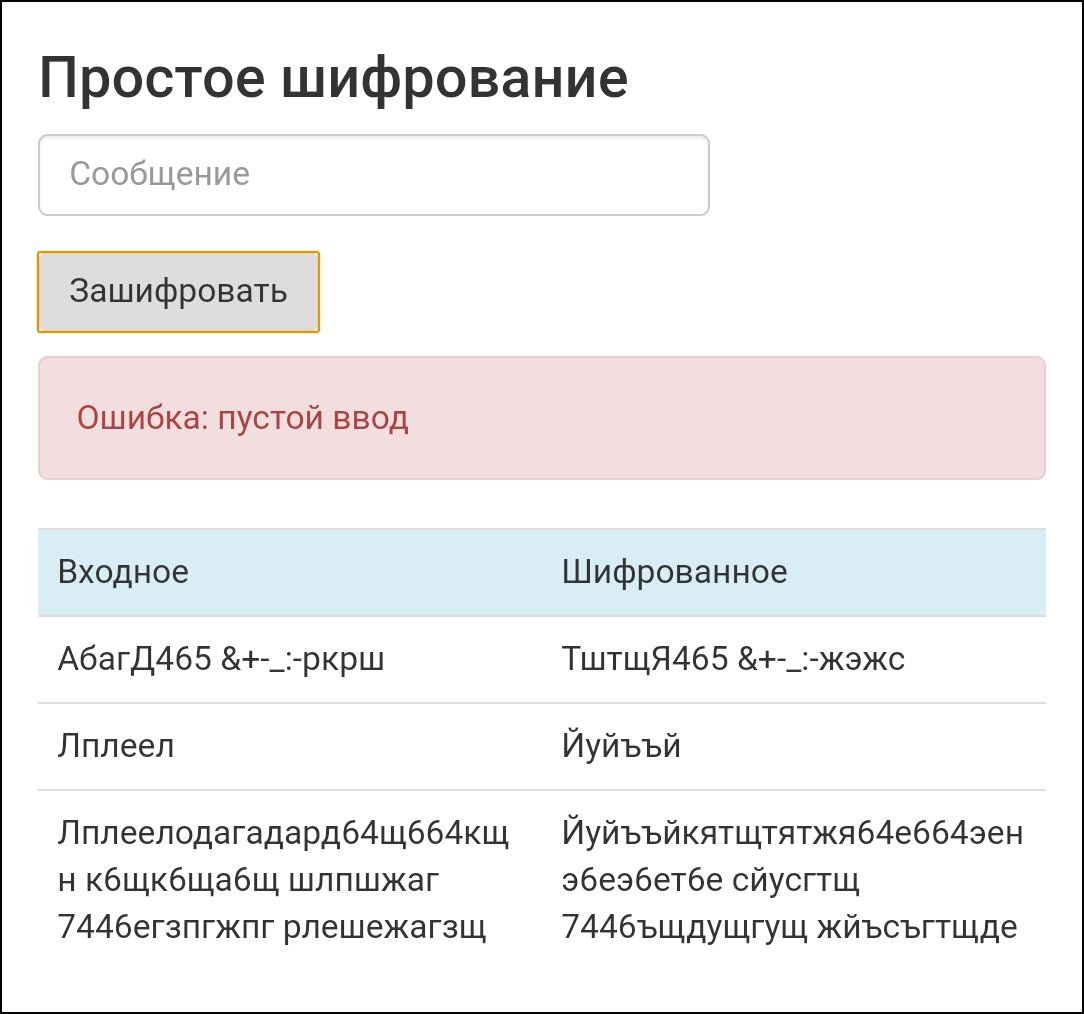 Простое шифрование
Сообщение
Зашифровать
Ошибка: пустой ввод
Входное Шифрованное
АбагД465 &+-_:-ркрш ТштщЯ465 &+-_:-жэжс
Лплеел Йуйъъй
Лплеелодагадард64щ664кщ Йуйъъйкятщтятжя64е664эен
н к6щк6ща6щ шлпшжаг э6еэ6ет6е сйусгтщ
7446егзпгжпг рлешежагзщ 7446ъщдущгущ жйъсъгтщде